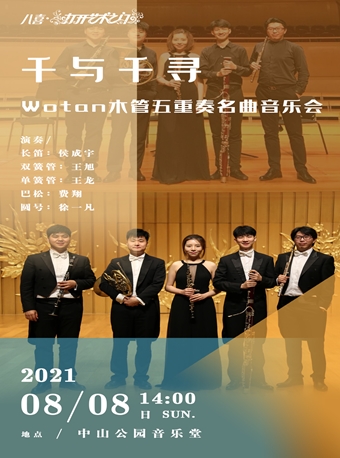 八喜·打开艺术之门
千与千寻
Wotan木管五重奏名曲音乐会
演奏/
长笛：侯成宇
双簧管：王旭
单簧管：王龙
巴松：费翔
圆号：徐一凡
2021
08/08 14:00
日 SUN.
地点 / 中山公园音乐堂